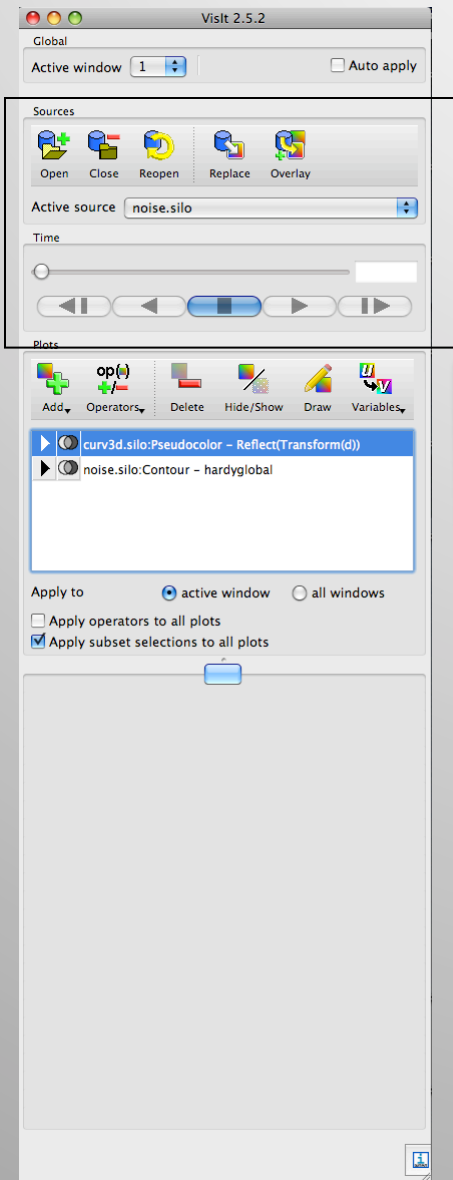 VisIt 2.5.2
Global
Active window 1 Auto apply
Sources
Open Close Reopen Replace Overlay
Active source noise.silo
Time
Plots
op(=)
+/-
U
V
Add Operators Delete Hide/Show Draw Variables
curv3d.silo:Pseudocolor – Reflect(Transform(d))
noise.silo:Contour – hardyglobal
Apply to active window all windows
Apply operators to all plots
Apply subset selections to all plots
i